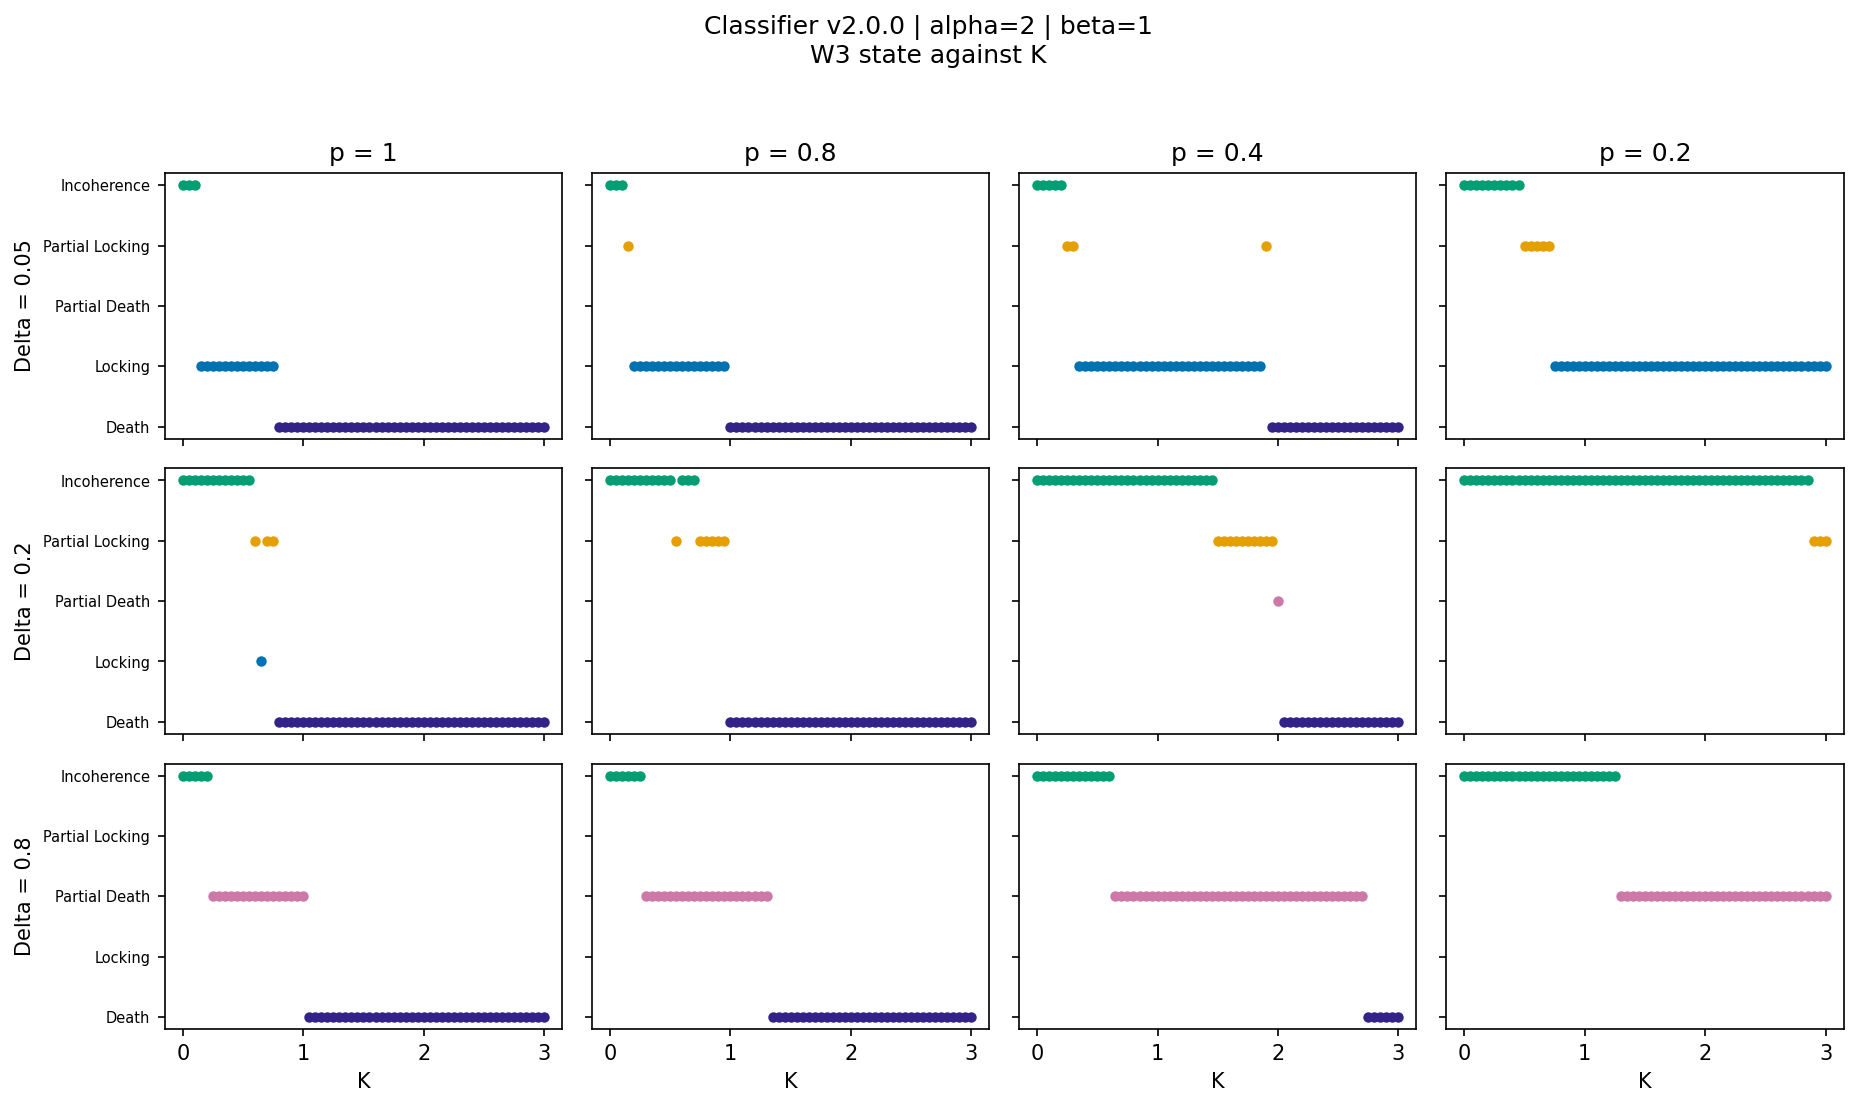 Classifier v2.0.0 | alpha=2 | beta=1
W3 state against K
p = 1
p = 0.8
p = 0.4
p = 0.2
Delta = 0.05
Incoherence
Partial Locking
Partial Death
Locking
Death
Delta = 0.2
Incoherence
Partial Locking
Partial Death
Locking
Death
Delta = 0.8
Incoherence
Partial Locking
Partial Death
Locking
Death
0 1 2 3
0 1 2 3
0 1 2 3
0 1 2 3
K
K
K
K